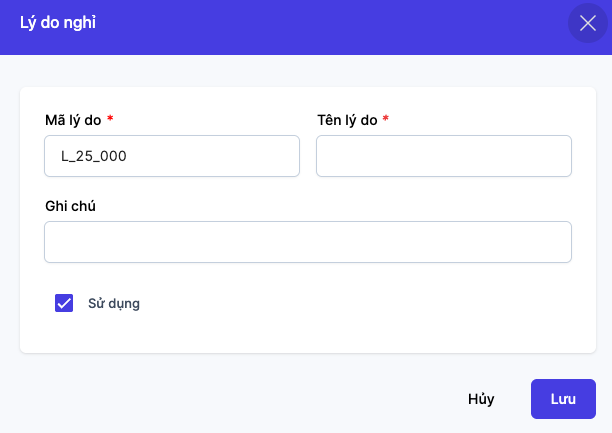 Lý do nghỉ
Mã lý do *
Tên lý do *
L_25_000
Ghi chú
Sử dụng
Hủy
Lưu